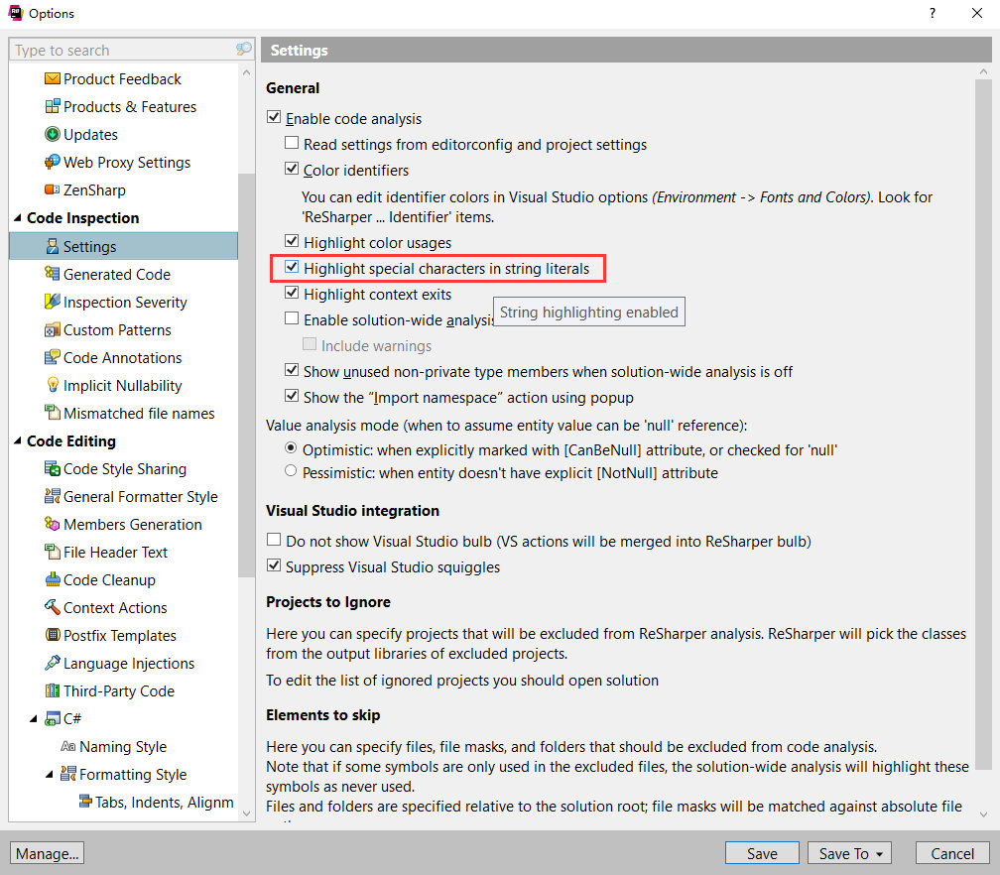 Options
?
Type to search
Product Feedback
Products & Features
Updates
Web Proxy Settings
ZenSharp
Code Inspection
Settings
Generated Code
Inspection Severity
Custom Patterns
Code Annotations
Implicit Nullability
Mismatched file names
Code Editing
Code Style Sharing
General Formatter Style
Members Generation
File Header Text
Code Cleanup
Context Actions
Postfix Templates
Language Injections
Third-Party Code
C#
Naming Style
Formatting Style
Tabs, Indents, Alignm
Settings
General
Enable code analysis
Read settings from editorconfig and project settings
Color identifiers
You can edit identifier colors in Visual Studio options (Environment -> Fonts and Colors). Look for
'ReSharper ... Identifier' items.
Highlight color usages
Highlight special characters in string literals
Highlight context exits
String highlighting enabled
Enable solution-wide analysis
Include warnings
Show unused non-private type members when solution-wide analysis is off
Show the “Import namespace” action using popup
Value analysis mode (when to assume entity value can be 'null' reference):
Optimistic: when explicitly marked with [CanBeNull] attribute, or checked for 'null'
Pessimistic: when entity doesn't have explicit [NotNull] attribute
Visual Studio integration
Do not show Visual Studio bulb (VS actions will be merged into ReSharper bulb)
Suppress Visual Studio squiggles
Projects to Ignore
Here you can specify projects that will be excluded from ReSharper analysis. ReSharper will pick the classes
from the output libraries of excluded projects.
To edit the list of ignored projects you should open solution
Elements to skip
Here you can specify files, file masks, and folders that should be excluded from code analysis.
Note that if some symbols are only used in the excluded files, the solution-wide analysis will highlight these
symbols as never used.
Files and folders are specified relative to the solution root; file masks will be matched against absolute file
Manage...
Save
Save To
Cancel